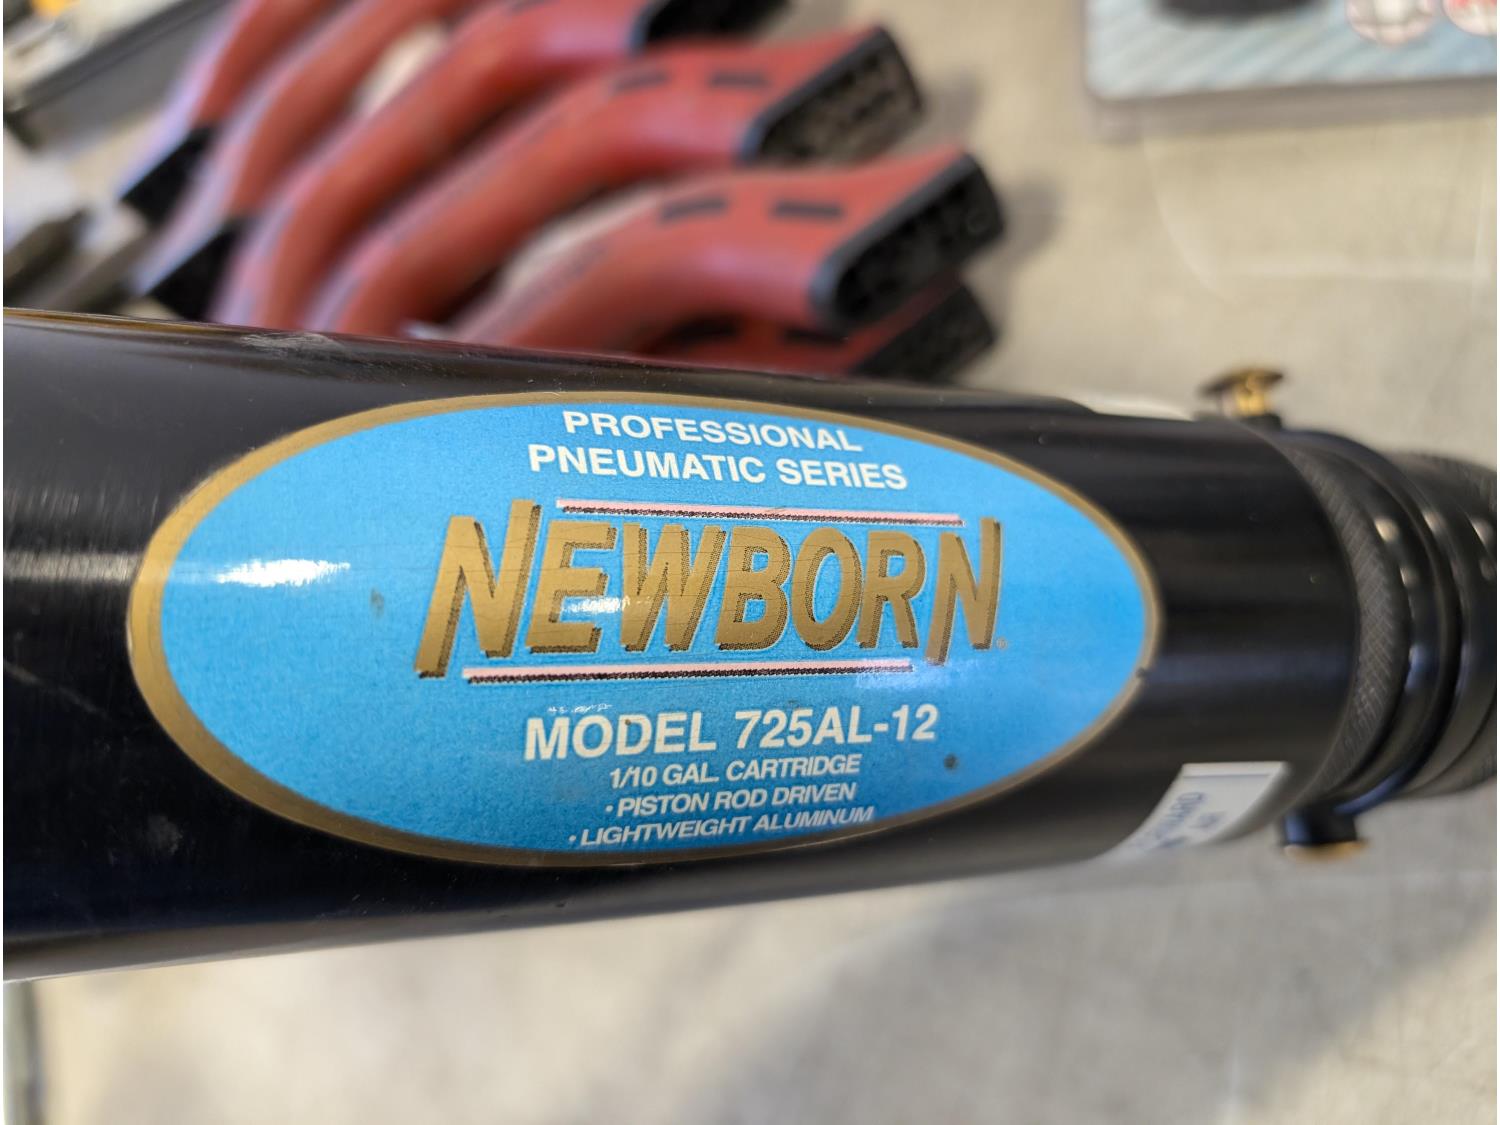 PROFESSIONAL
PNEUMATIC SERIES
NEWBORN®
MODEL 725AL-12
1/10 GAL. CARTRIDGE
• PISTON ROD DRIVEN
• LIGHTWEIGHT ALUMINUM